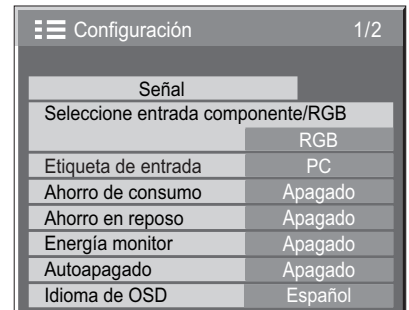 Configuración 1/2
Señal
Seleccione entrada componente/RGB
RGB
Etiqueta de entrada PC
Ahorro de consumo Apagado
Ahorro en reposo Apagado
Energía monitor Apagado
Autoapagado Apagado
Idioma de OSD Español